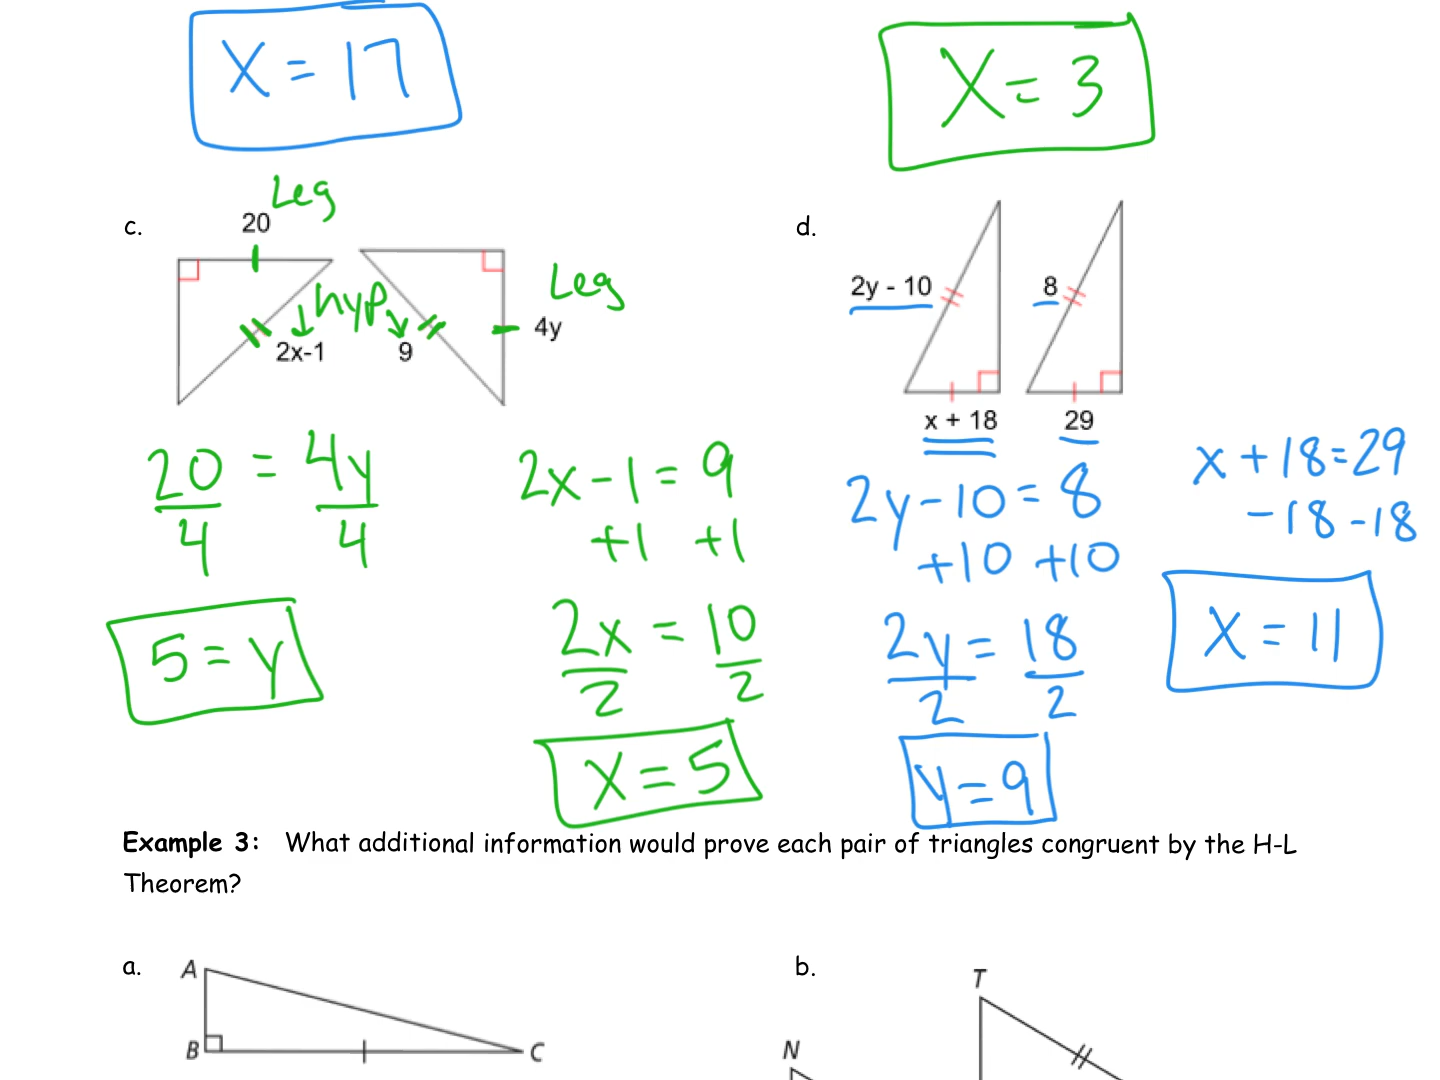 X = 17
X = 3
c.
Leg
20
hyp
2x-1
9
Leg
4y
20 = 4y
4 4
5 = y
2x - 1 = 9
+1 +1
2x = 10
2 2
x = 5
d.
2y - 10
8
x + 18
29
2y - 10 = 8
+10 +10
2y = 18
2 2
y = 9
x + 18 = 29
-18 -18
x = 11
Example 3: What additional information would prove each pair of triangles congruent by the H-L
Theorem?
a.
A
B
C
b.
T
N